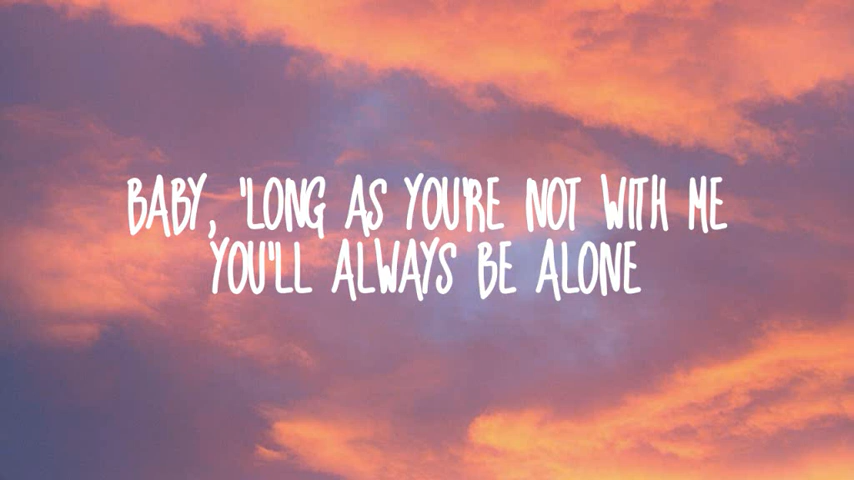 BABY, 'LONG AS YOU'RE NOT WITH ME
YOU'LL ALWAYS BE ALONE